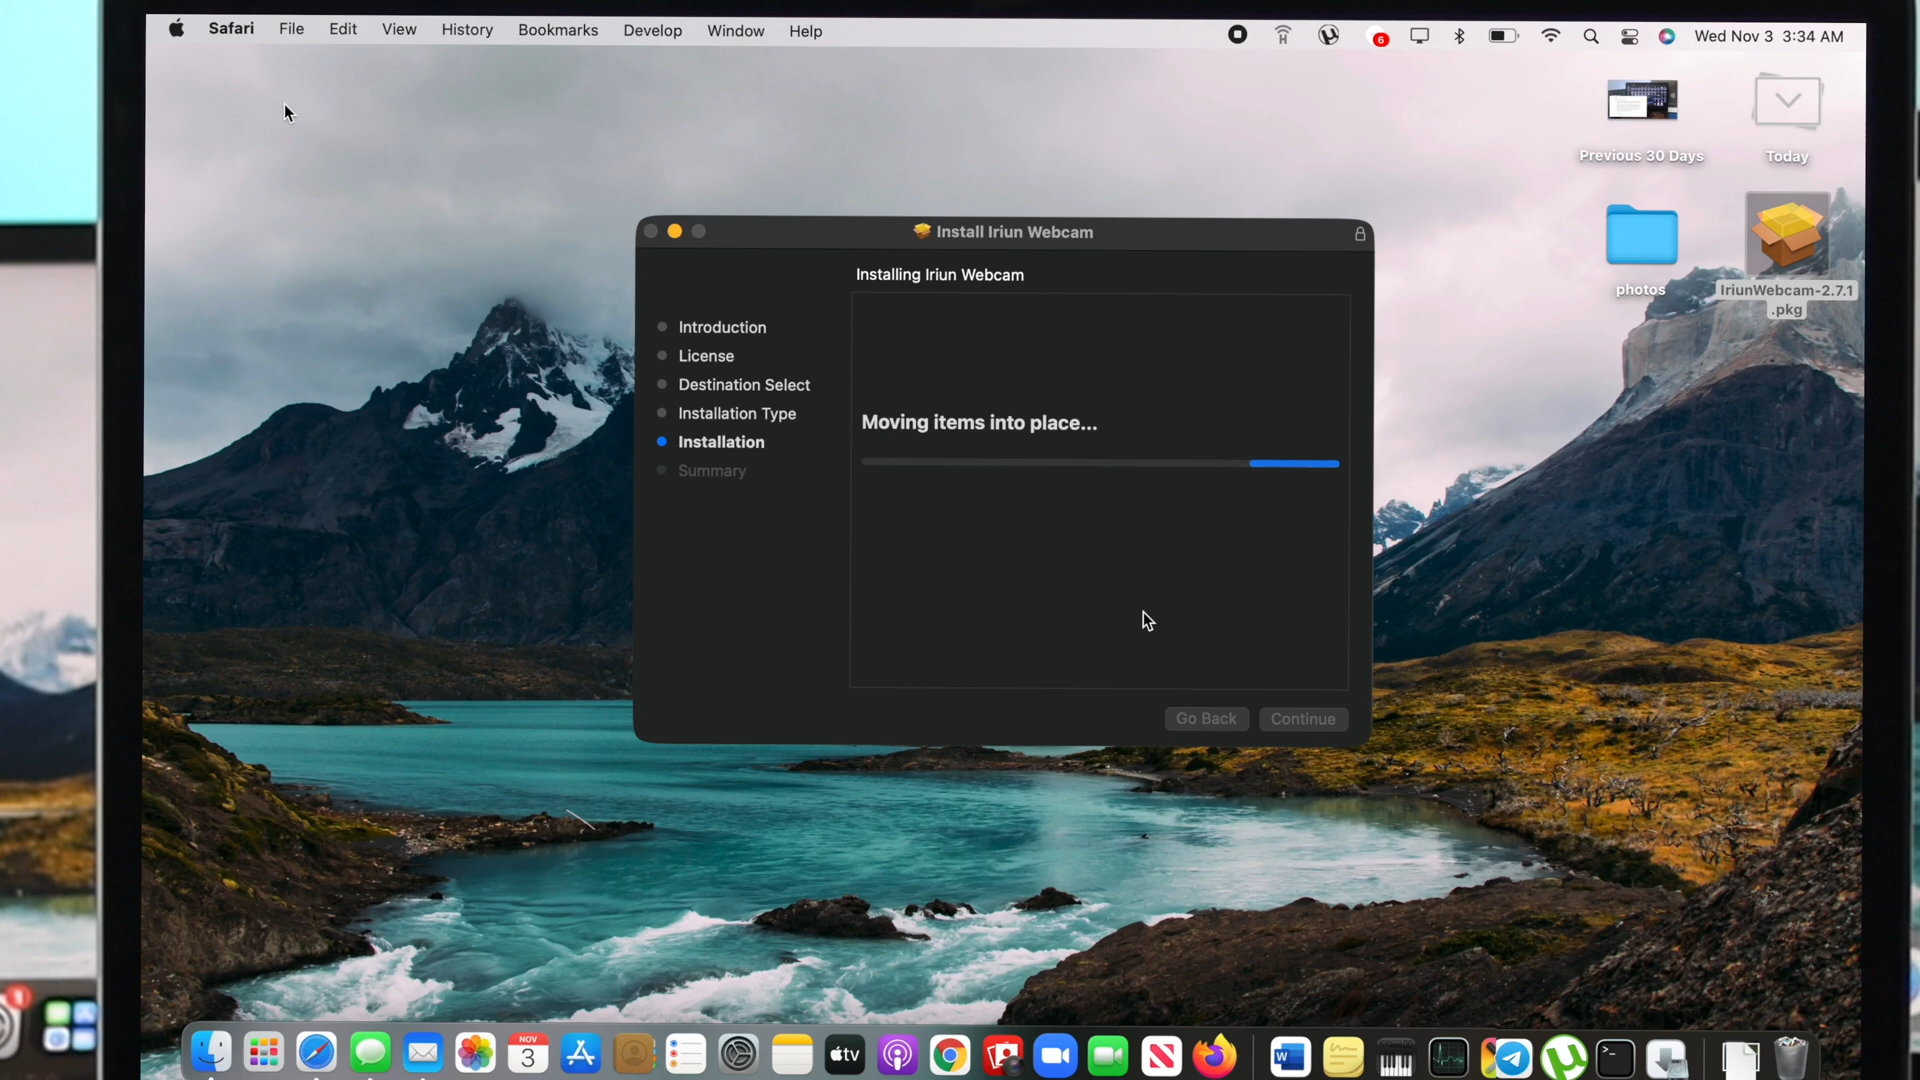 Safari File Edit View History Bookmarks Develop Window Help
6 Wed Nov 3 3:34 AM
Previous 30 Days
Today
photos
IriunWebcam-2.7.1
.pkg
Install Iriun Webcam
Installing Iriun Webcam
Introduction
License
Destination Select
Installation Type
Installation
Summary
Moving items into place...
Go Back
Continue
1
NOV
3
tv
W